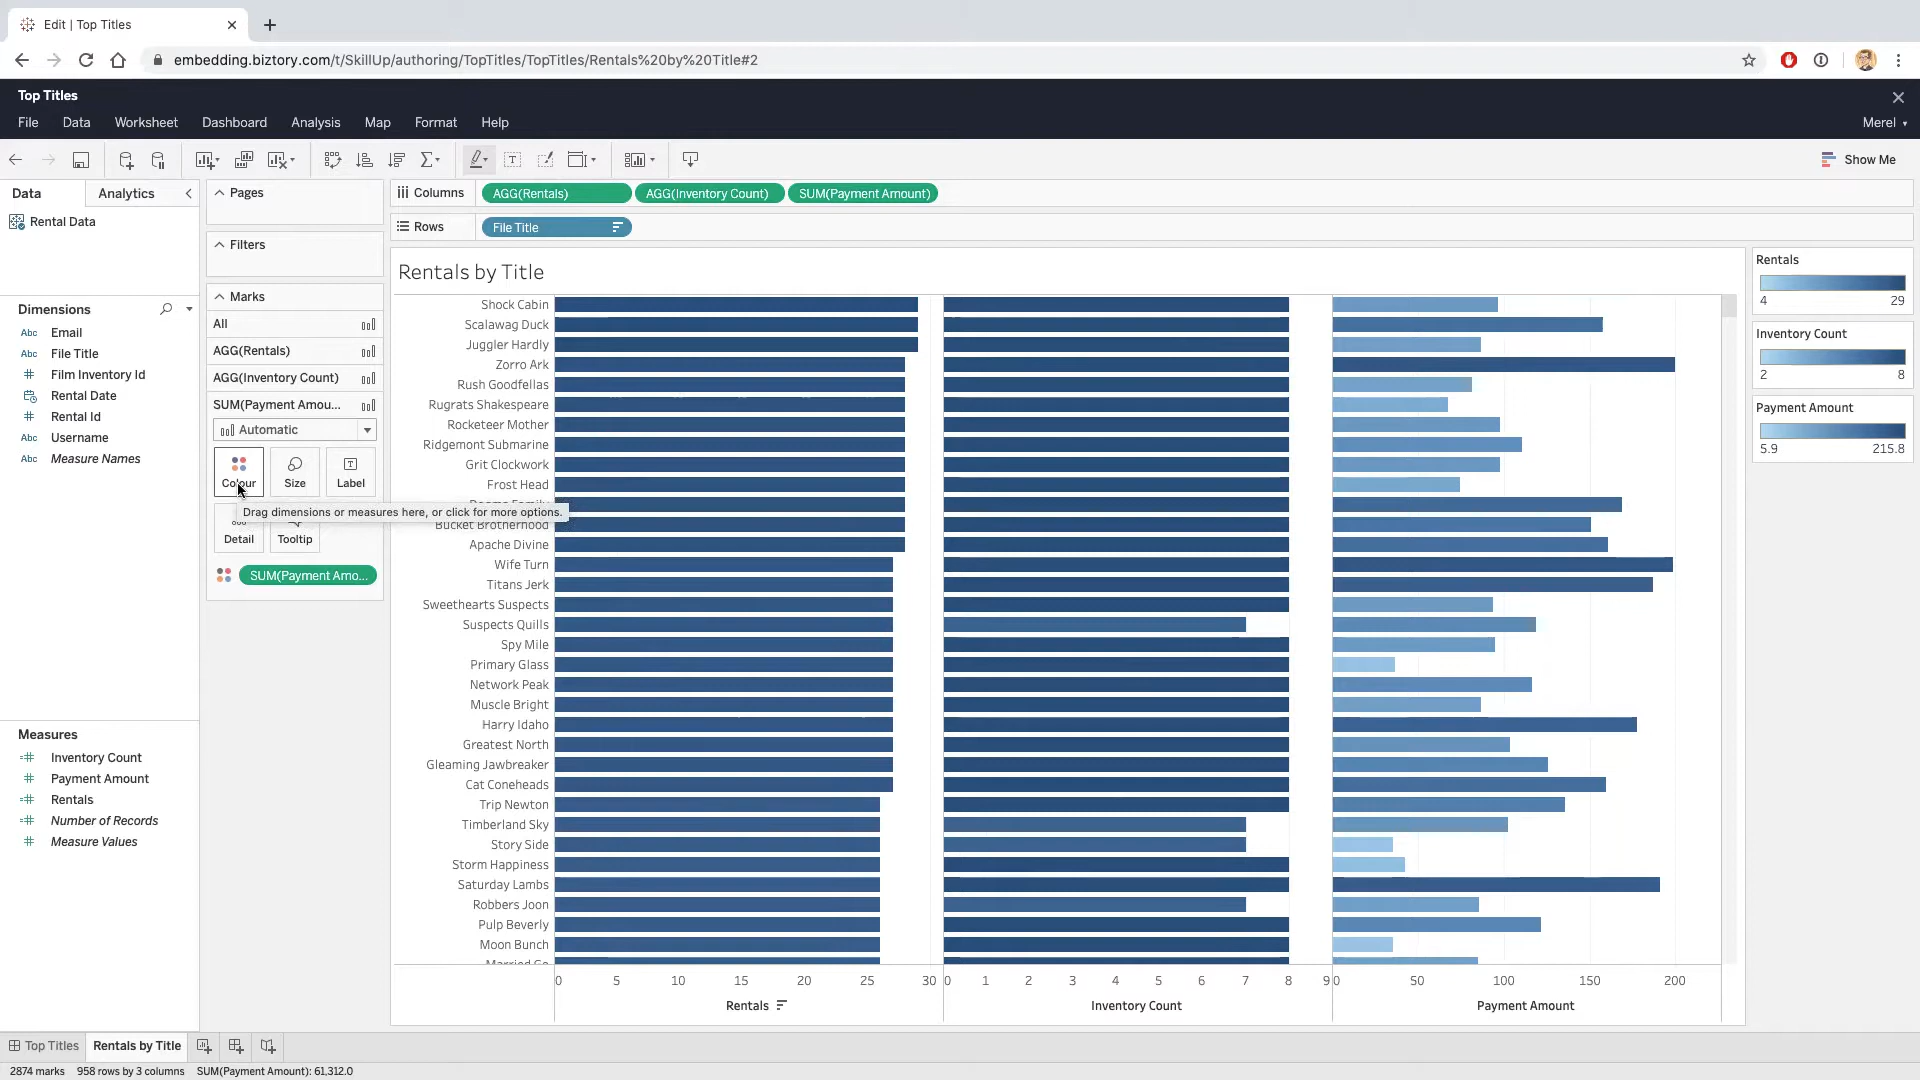 Edit | Top Titles
embedding.biztory.com/t/SkillUp/authoring/TopTitles/TopTitles/Rentals%20by%20Title#2
Top Titles
File Data Worksheet Dashboard Analysis Map Format Help
Merel
Show Me
Data
Analytics
Rental Data
Dimensions
Abc Email
Abc File Title
Film Inventory Id
Rental Date
Rental Id
Abc Username
Abc Measure Names
Measures
Inventory Count
Payment Amount
Rentals
Number of Records
Measure Values
Pages
Filters
Marks
All
AGG(Rentals)
AGG(Inventory Count)
SUM(Payment Amou...
Automatic
Colour Size Label
Drag dimensions or measures here, or click for more options.
Detail Tooltip
SUM(Payment Amo...
Columns AGG(Rentals) AGG(Inventory Count) SUM(Payment Amount)
Rows File Title
Rentals by Title
Shock Cabin
Scalawag Duck
Juggler Hardly
Zorro Ark
Rush Goodfellas
Rugrats Shakespeare
Rocketeer Mother
Ridgemont Submarine
Grit Clockwork
Frost Head
Bucket Brotherhood
Apache Divine
Wife Turn
Titans Jerk
Sweethearts Suspects
Suspects Quills
Spy Mile
Primary Glass
Network Peak
Muscle Bright
Harry Idaho
Greatest North
Gleaming Jawbreaker
Cat Coneheads
Trip Newton
Timberland Sky
Story Side
Storm Happiness
Saturday Lambs
Robbers Joon
Pulp Beverly
Moon Bunch
0 5 10 15 20 25 30 0 1 2 3 4 5 6 7 8 9 0 50 100 150 200
Rentals Inventory Count Payment Amount
Rentals
4 29
Inventory Count
2 8
Payment Amount
5.9 215.8
Top Titles Rentals by Title
2874 marks 958 rows by 3 columns SUM(Payment Amount): 61,312.0